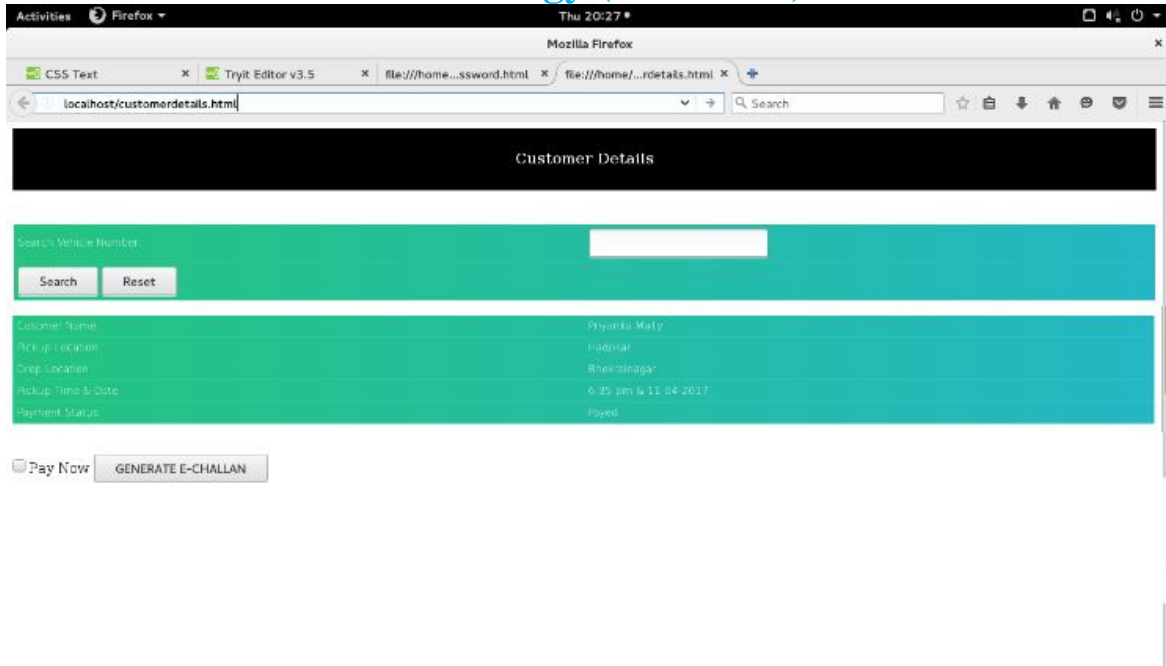 Activities Firefox Thu 20:27
Mozilla Firefox
CSS Text Tryit Editor v3.5 file:///home...ssword.html file:///home/...rdetails.html
localhost/customerdetails.html Search
Customer Details
Search Vehicle Number
Search Reset
Cusomer Name Priyanka
Pickup Location Hadpsar
Drop Location
Pickup Time & Date 6.35 pm & 11 04 2017
Payment Status Payed
Pay Now GENERATE E-CHALLAN